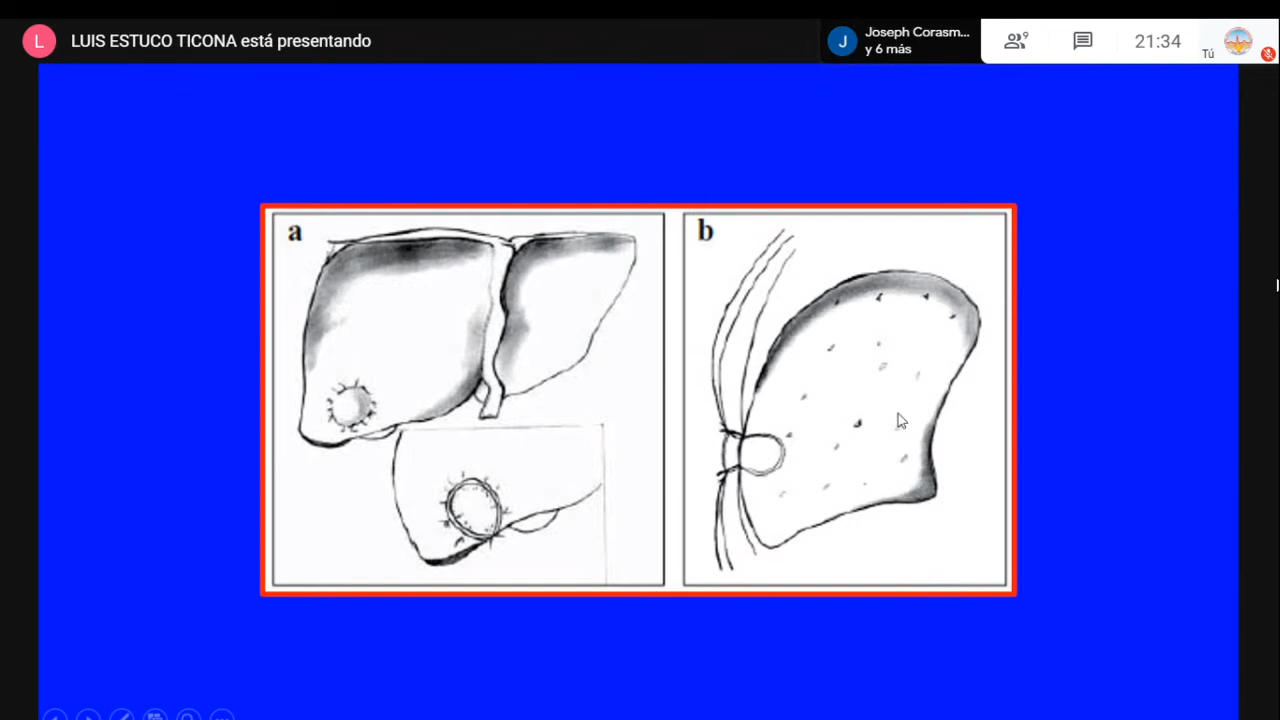 L
LUIS ESTUCO TICONA está presentando
J
Joseph Corasm...
y 6 más
9
21:34
Tú
a
b